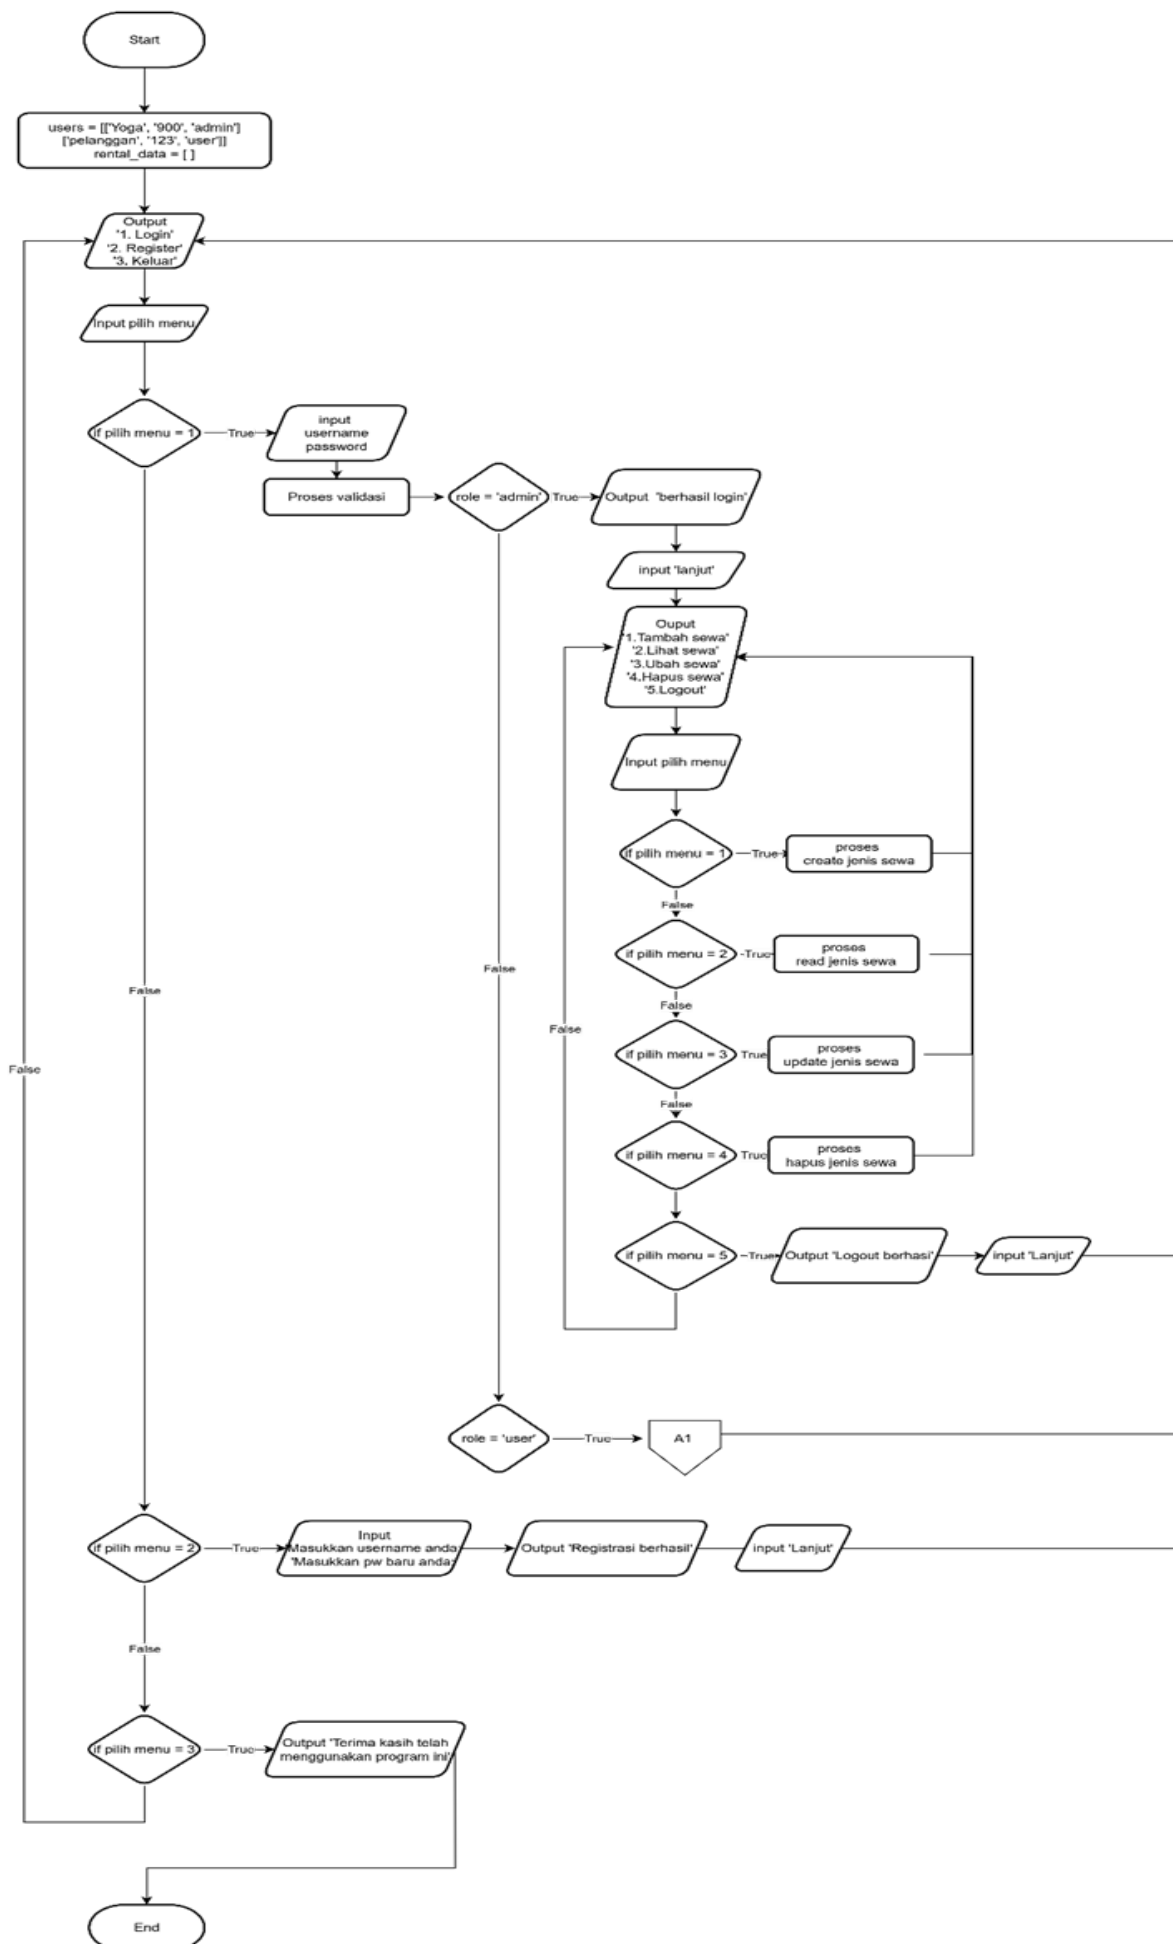 Start
users = [['Yoga', '900', 'admin']
['pelanggan', '123', 'user']]
rental_data = [ ]
Output
'1. Login'
'2. Register'
'3. Keluar'
Input pilih menu
if pilih menu = 1
True
input
username
password
Proses validasi
role = 'admin'
True
Output 'berhasil login'
input 'lanjut'
Ouput
'1.Tambah sewa'
'2.Lihat sewa'
'3.Ubah sewa'
'4.Hapus sewa'
'5.Logout'
Input pilih menu
if pilih menu = 1
True
proses
create jenis sewa
False
if pilih menu = 2
True
proses
read jenis sewa
False
False
False
if pilih menu = 3
True
proses
update jenis sewa
False
False
False
if pilih menu = 4
True
proses
hapus jenis sewa
if pilih menu = 5
True
Output 'Logout berhasi'
input 'Lanjut'
role = 'user'
True
A1
if pilih menu = 2
True
Input
Masukkan username anda:
'Masukkan pw baru anda:
Output 'Registrasi berhasil'
input 'Lanjut'
False
if pilih menu = 3
True
Output 'Terima kasih telah
menggunakan program ini'
End